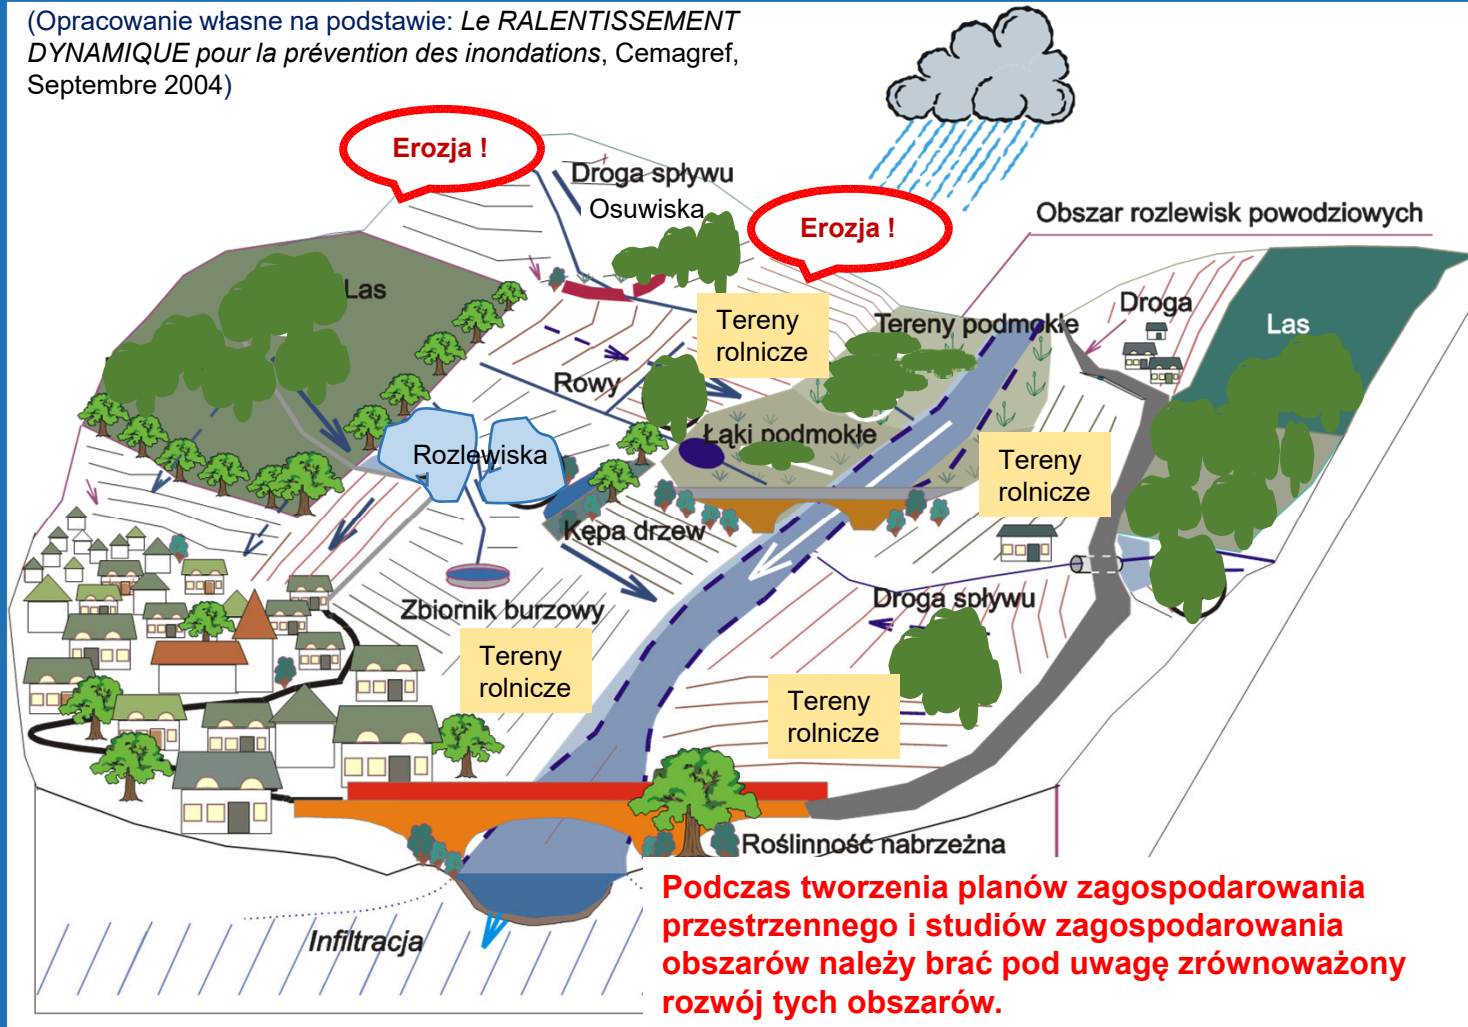 (Opracowanie własne na podstawie: Le RALENTISSEMENT
DYNAMIQUE pour la prévention des inondations, Cemagref,
Septembre 2004)
Erozja !
Droga spływu
Osuwiska
Erozja !
Obszar rozlewisk powodziowych
Las
Tereny
rolnicze
Tereny podmokłe
Droga
Las
Rowy
Łąki podmokłe
Rozlewiska
Tereny
rolnicze
Kępa drzew
Zbiornik burzowy
Droga spływu
Tereny
rolnicze
Tereny
rolnicze
Roślinność nabrzeżna
Infiltracja
Podczas tworzenia planów zagospodarowania
przestrzennego i studiów zagospodarowania
obszarów należy brać pod uwagę zrównoważony
rozwój tych obszarów.